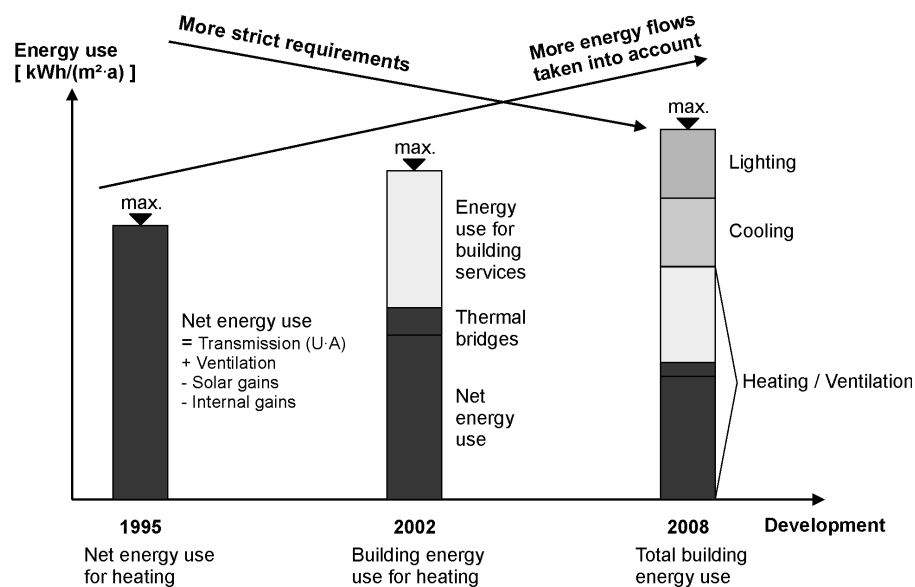 More strict requirements
More energy flows
taken into account
Energy use
[ kWh/(m²·a) ]
max.
max.
max.
Lighting
Cooling
Energy
use for
building
services
Thermal
bridges
Net
energy
use
Net energy use
= Transmission (U·A)
+ Ventilation
- Solar gains
- Internal gains
Heating / Ventilation
1995
2002
2008
Development
Net energy use
for heating
Building energy
use for heating
Total building
energy use